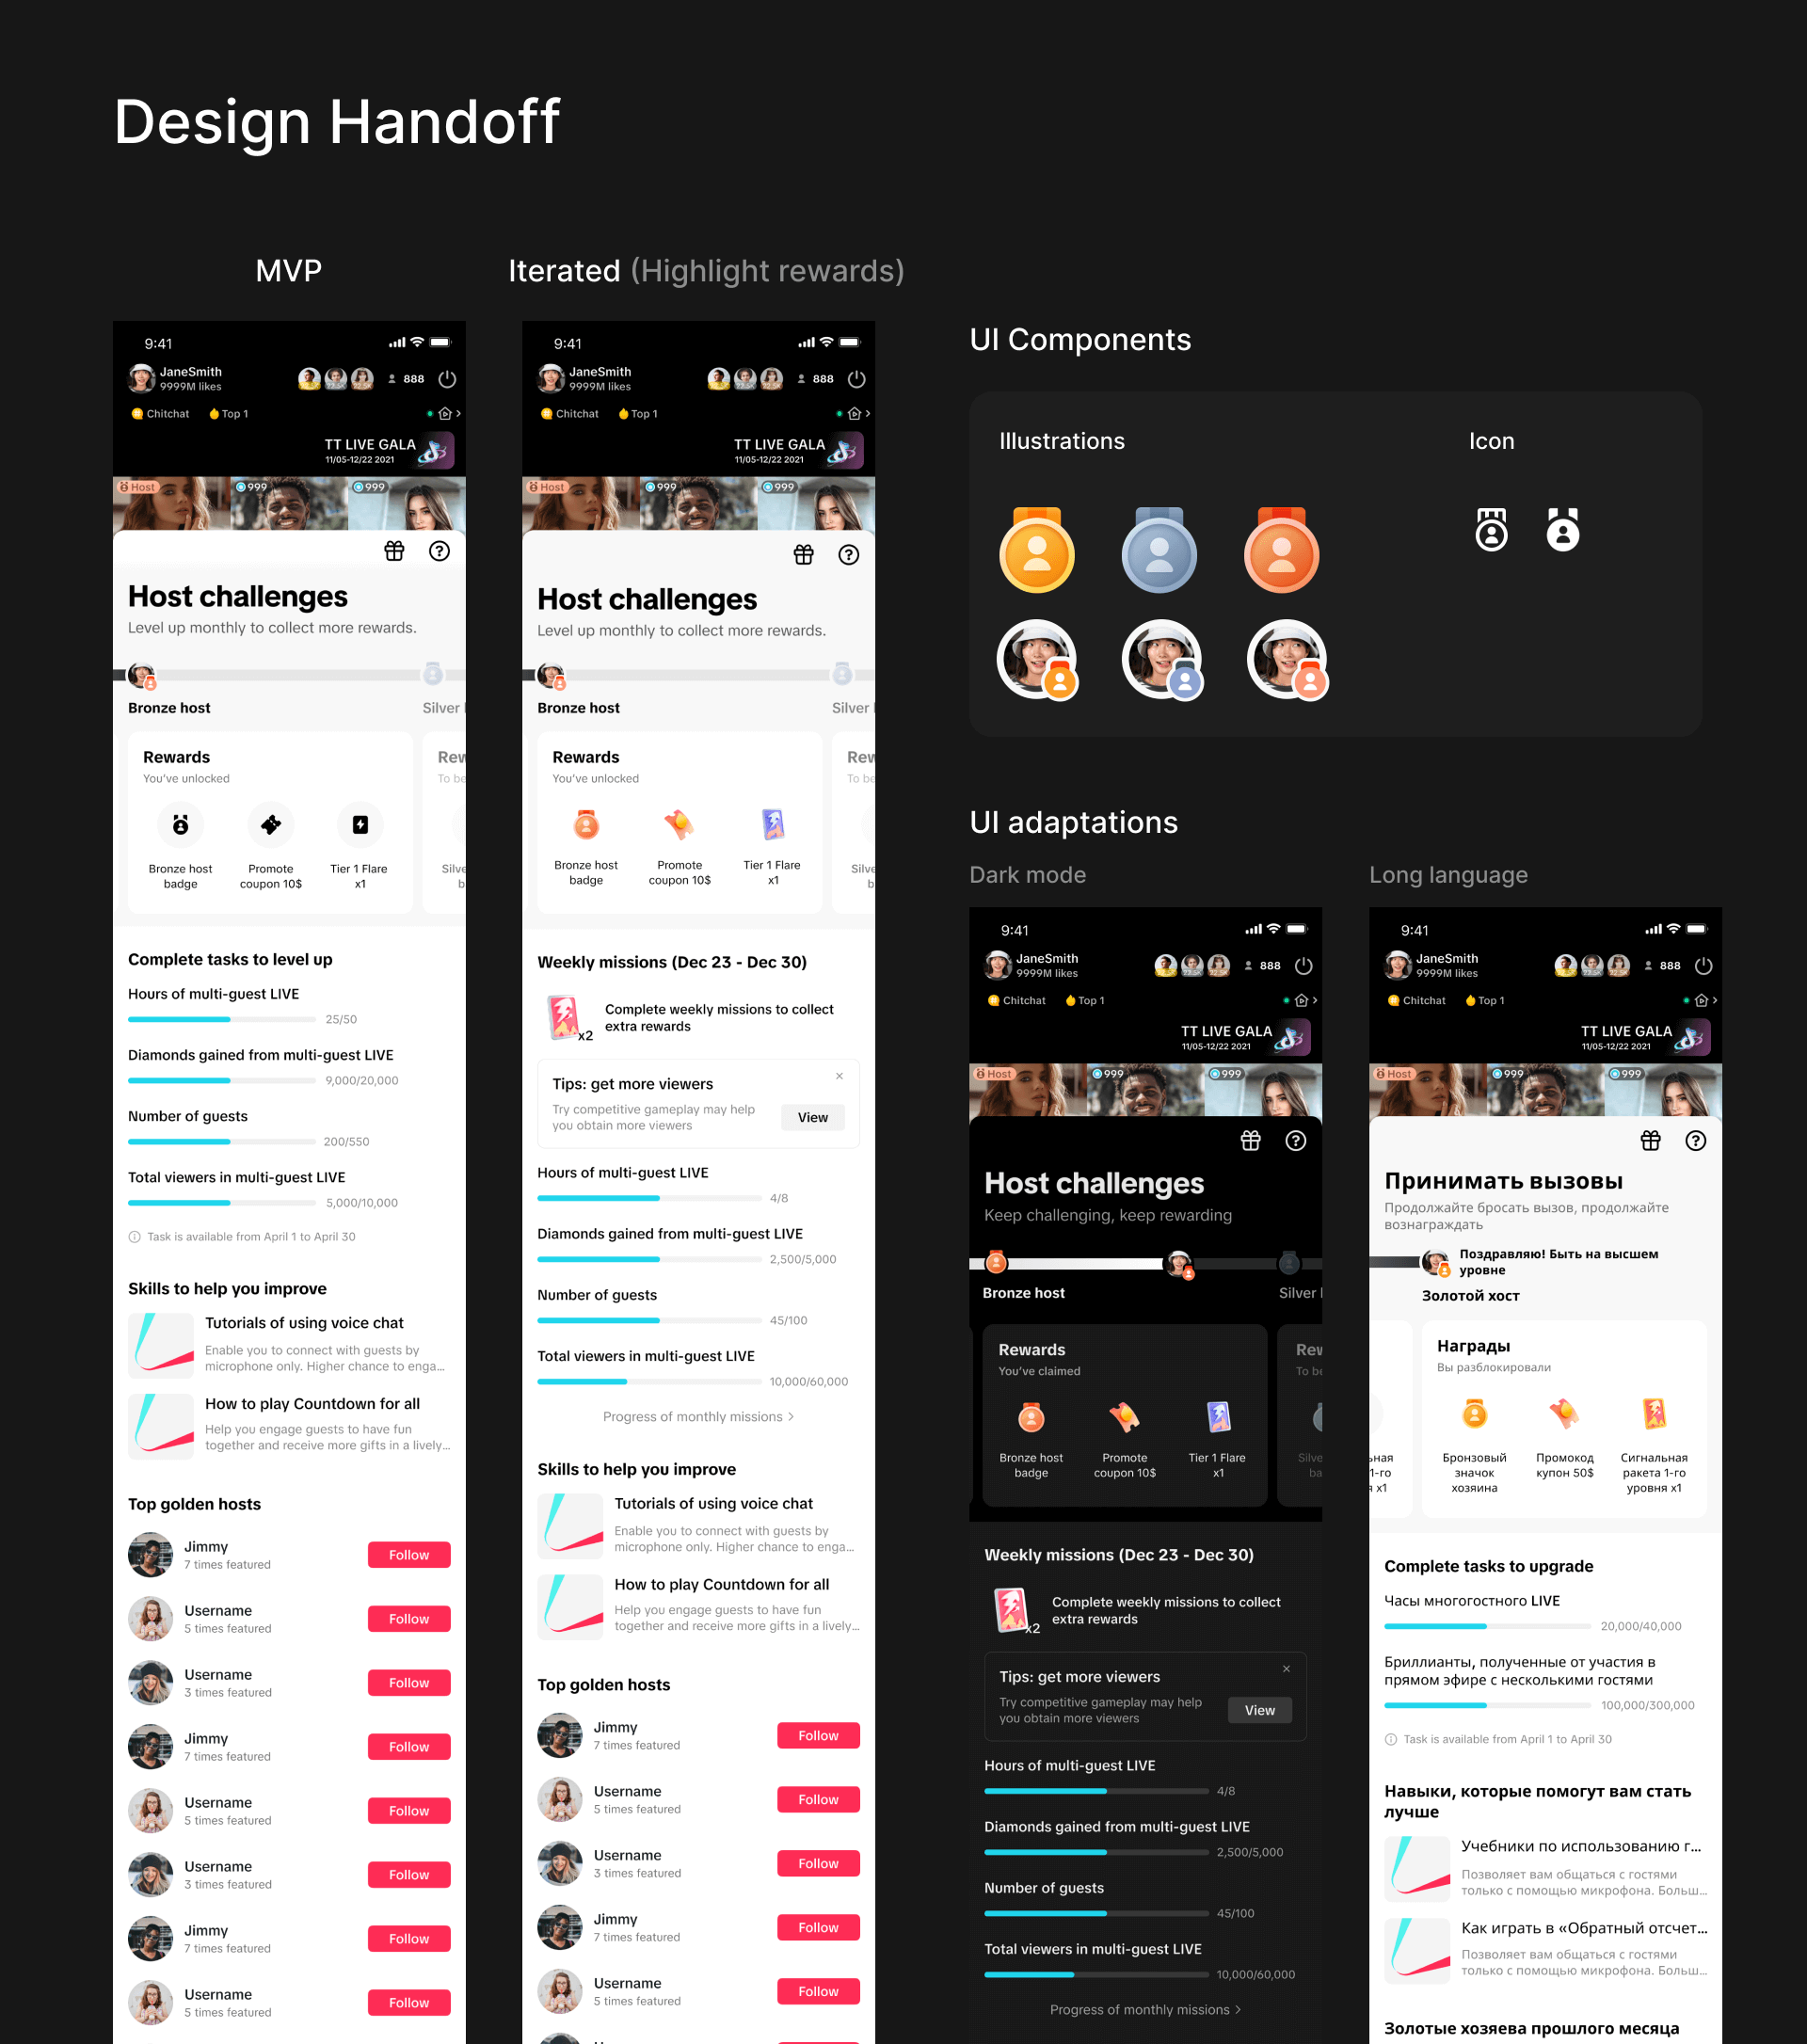 Design Handoff
MVP
9:41
JaneSmith
9999M likes
888
Chitchat
Top 1
TT LIVE GALA
11/05-12/22 2021
Host
999
999
Host challenges
Level up monthly to collect more rewards.
Bronze host
Silver
Rewards
You've unlocked
Bronze host
badge
Promote
coupon 10$
Tier 1 Flare
x1
Rew
To be
Silve
b
Complete tasks to level up
Hours of multi-guest LIVE
25/50
Diamonds gained from multi-guest LIVE
9,000/20,000
Number of guests
200/550
Total viewers in multi-guest LIVE
5,000/10,000
Task is available from April 1 to April 30
Skills to help you improve
Tutorials of using voice chat
Enable you to connect with guests by
microphone only. Higher chance to enga...
How to play Countdown for all
Help you engage guests to have fun
together and receive more gifts in a lively...
Top golden hosts
Jimmy
7 times featured
Follow
Username
5 times featured
Follow
Username
3 times featured
Follow
Jimmy
7 times featured
Follow
Username
5 times featured
Follow
Username
3 times featured
Follow
Jimmy
7 times featured
Follow
Username
5 times featured
Follow
Iterated (Highlight rewards)
9:41
JaneSmith
9999M likes
888
Chitchat
Top 1
TT LIVE GALA
11/05-12/22 2021
Host
999
999
Host challenges
Level up monthly to collect more rewards.
Bronze host
Silver
Rewards
You've unlocked
Bronze host
badge
Promote
coupon 10$
Tier 1 Flare
x1
Rew
To be
Silve
b
Weekly missions (Dec 23 - Dec 30)
x2
Complete weekly missions to collect
extra rewards
Tips: get more viewers
Try competitive gameplay may help
you obtain more viewers
View
Hours of multi-guest LIVE
4/8
Diamonds gained from multi-guest LIVE
2,500/5,000
Number of guests
45/100
Total viewers in multi-guest LIVE
10,000/60,000
Progress of monthly missions
Skills to help you improve
Tutorials of using voice chat
Enable you to connect with guests by
microphone only. Higher chance to enga...
How to play Countdown for all
Help you engage guests to have fun
together and receive more gifts in a lively...
Top golden hosts
Jimmy
7 times featured
Follow
Username
5 times featured
Follow
Username
3 times featured
Follow
Jimmy
7 times featured
Follow
Username
5 times featured
Follow
UI Components
Illustrations
Icon
UI adaptations
Dark mode
9:41
JaneSmith
9999M likes
888
Chitchat
Top 1
TT LIVE GALA
11/05-12/22 2021
Host
999
999
Host challenges
Keep challenging, keep rewarding
Bronze host
Silver
Rewards
You've claimed
Bronze host
badge
Promote
coupon 10$
Tier 1 Flare
x1
Rew
To be
Silve
ba
Weekly missions (Dec 23 - Dec 30)
x2
Complete weekly missions to collect
extra rewards
Tips: get more viewers
Try competitive gameplay may help
you obtain more viewers
View
Hours of multi-guest LIVE
4/8
Diamonds gained from multi-guest LIVE
2,500/5,000
Number of guests
45/100
Total viewers in multi-guest LIVE
10,000/60,000
Progress of monthly missions
Long language
9:41
JaneSmith
9999M likes
888
Chitchat
Top 1
TT LIVE GALA
11/05-12/22 2021
Host
999
999
Принимать вызовы
Продолжайте бросать вызов, продолжайте
вознаграждать
Поздравляю! Быть на высшем
уровне
Золотой хост
ьная
1-го
я x1
Награды
Вы разблокировали
Бронзовый
значок
хозяина
Промокод
купон 50$
Сигнальная
ракета 1-го
уровня x1
Complete tasks to upgrade
Часы многогостного LIVE
20,000/40,000
Бриллианты, полученные от участия в
прямом эфире с несколькими гостями
100,000/300,000
Task is available from April 1 to April 30
Навыки, которые помогут вам стать
лучше
Учебники по использованию г...
Позволяет вам общаться с гостями
только с помощью микрофона. Больш...
Как играть в «Обратный отсчет...
Позволяет вам общаться с гостями
только с помощью микрофона. Больш...
Золотые хозяева прошлого месяца